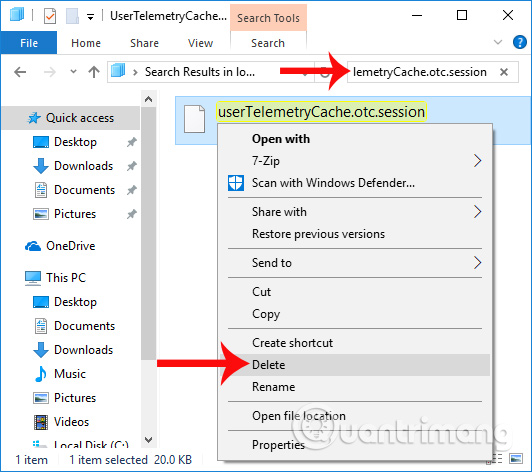 UserTelemetryCache...
Search Tools
File
Home
Share
View
Search
Search Results in lo...
lemetryCache.otc.session
Quick access
Desktop
Downloads
Documents
Pictures
OneDrive
This PC
Desktop
Documents
Music
Pictures
Videos
Local Disk (C:)
userTelemetryCache.otc.session
Open with
7-Zip
Scan with Windows Defender...
Share with
Restore previous versions
Send to
Cut
Copy
Create shortcut
Delete
Rename
Open file location
Properties
1 item
1 item selected
20.0 KB
Quantrimang